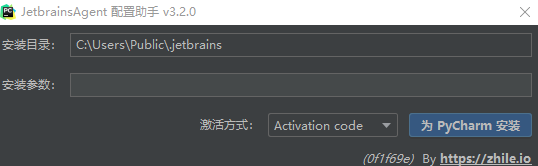 JetbrainsAgent 配置助手 v3.2.0
安装目录: C:\Users\Public\.jetbrains
安装参数:
激活方式: Activation code 为 PyCharm 安装
(0f1f69e) By https://zhile.io